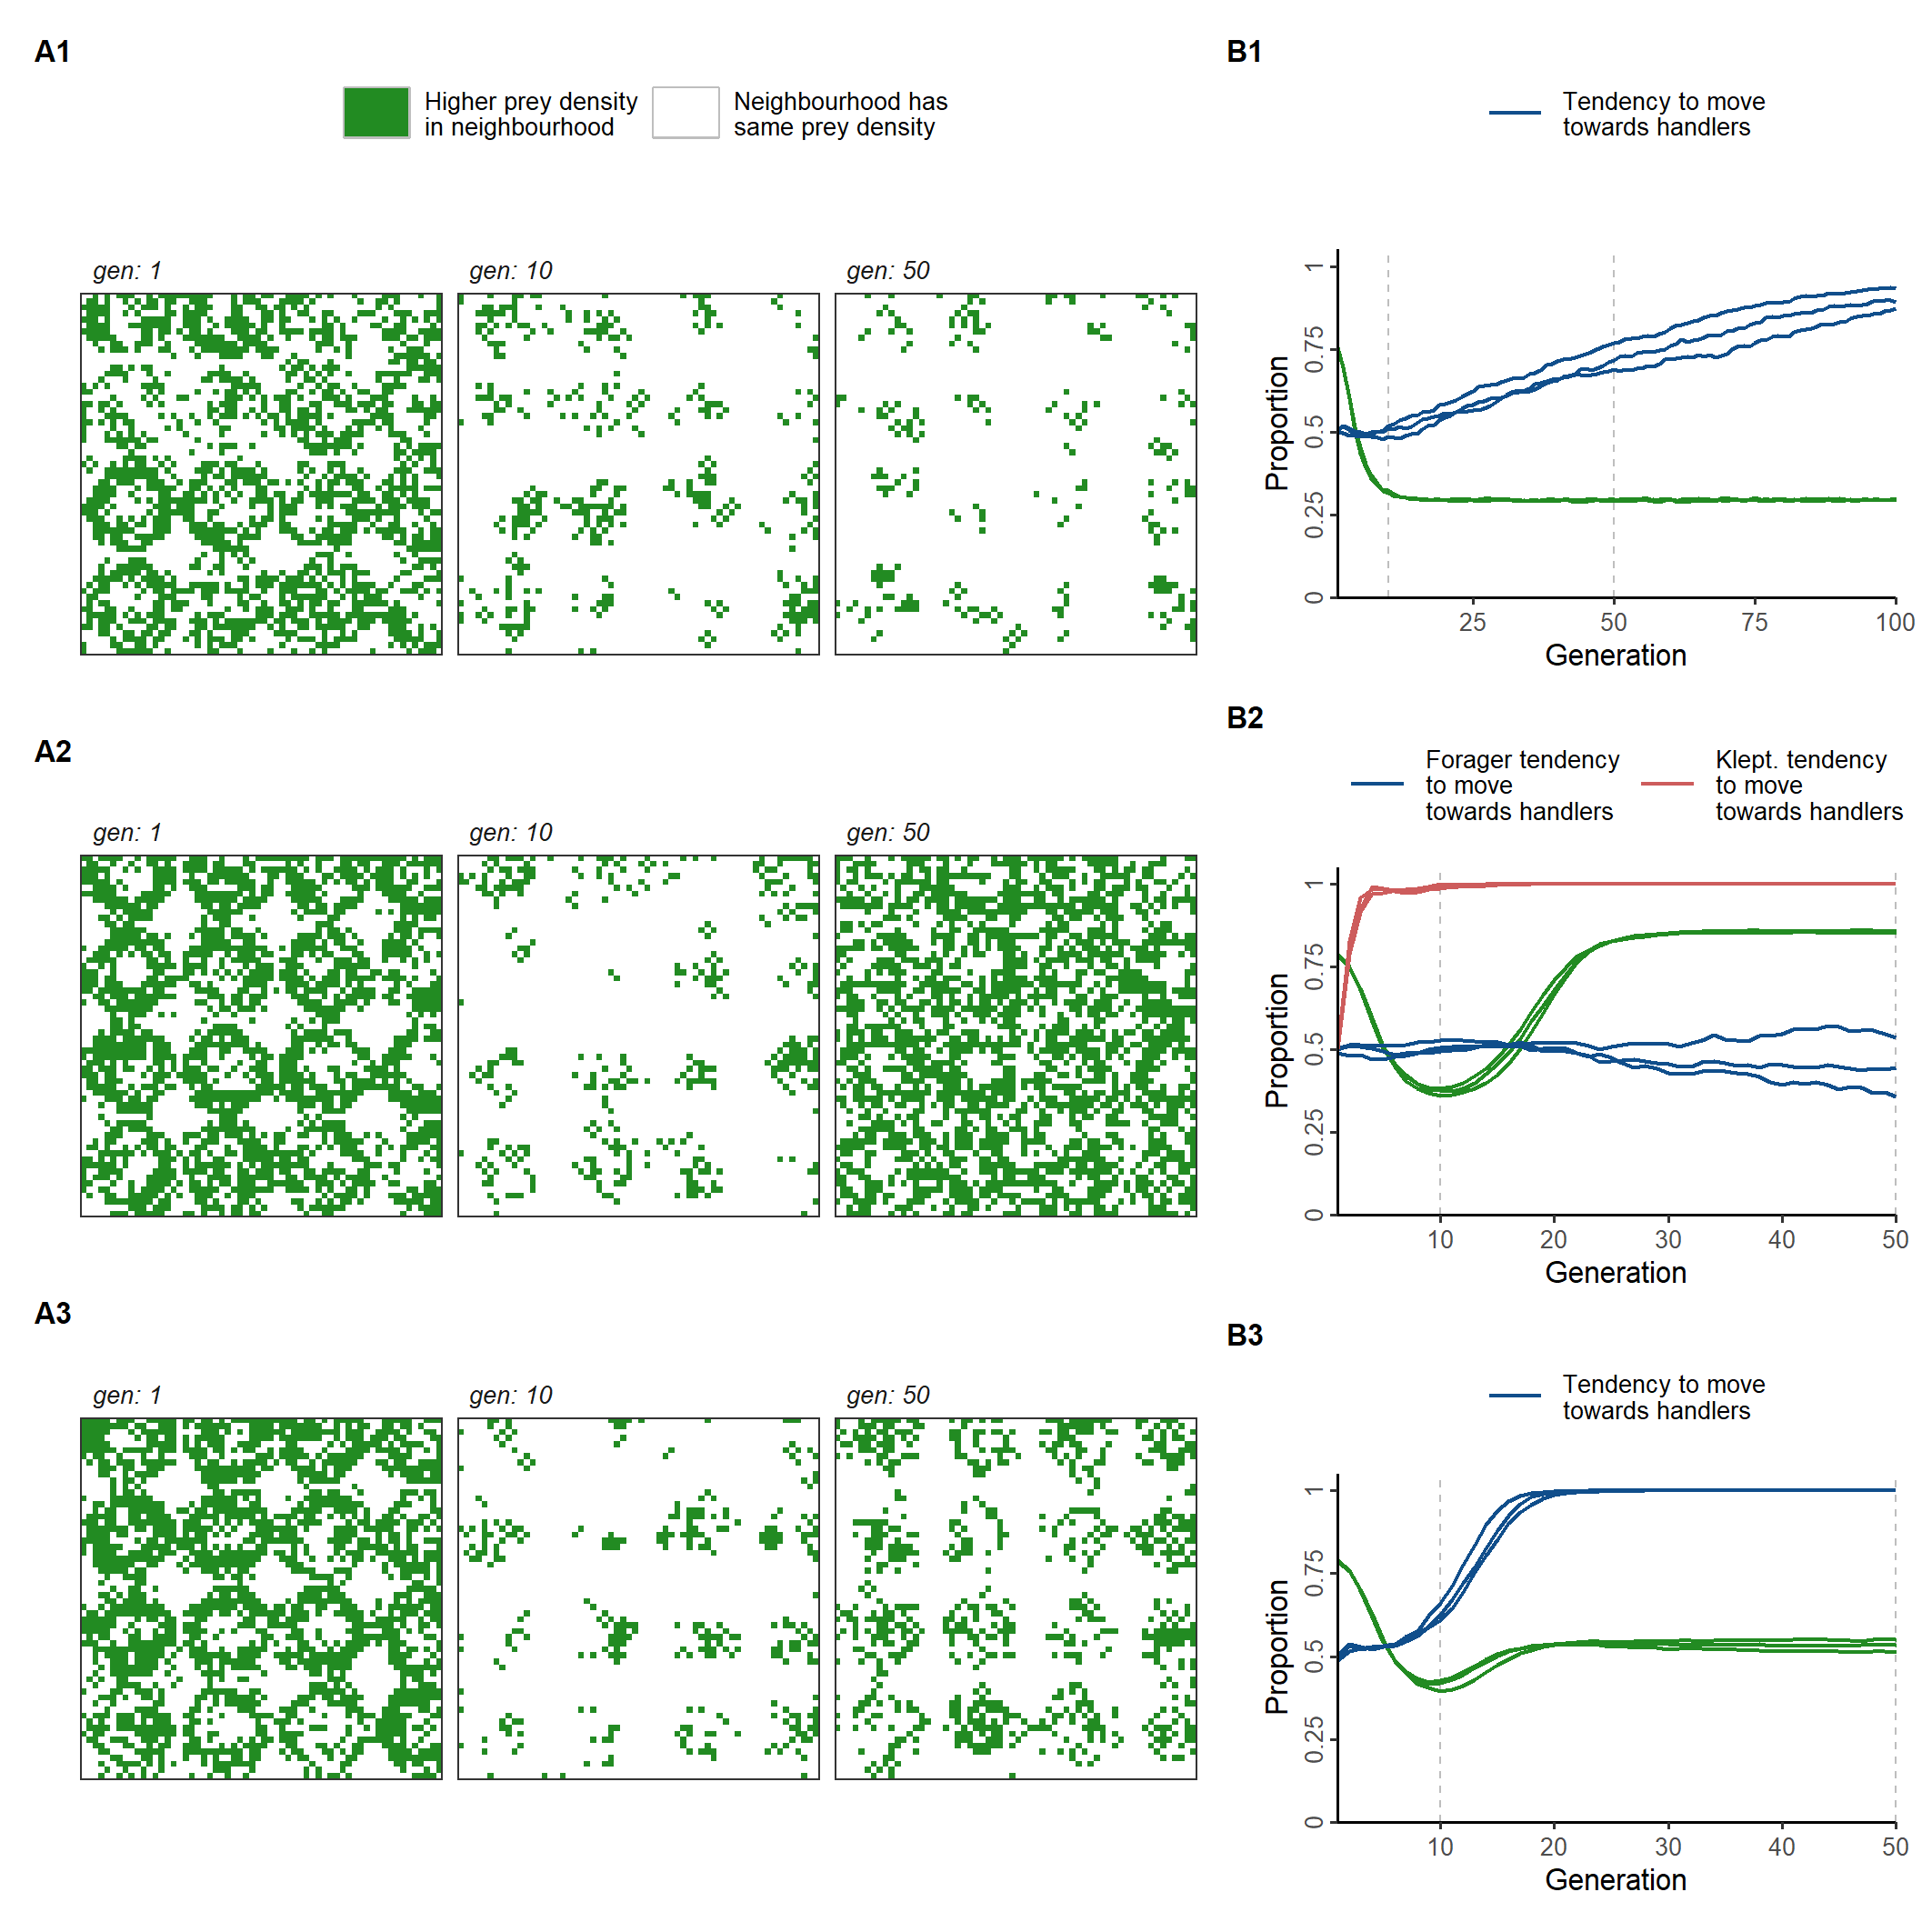 A1
Higher prey density
in neighbourhood
Neighbourhood has
same prey density
gen: 1
gen: 10
gen: 50
B1
Tendency to move
towards handlers
Proportion
1
0.75
0.5
0.25
0
25
50
75
100
Generation
A2
gen: 1
gen: 10
gen: 50
B2
Forager tendency
to move
towards handlers
Klept. tendency
to move
towards handlers
Proportion
1
0.75
0.5
0.25
0
10
20
30
40
50
Generation
A3
gen: 1
gen: 10
gen: 50
B3
Tendency to move
towards handlers
Proportion
1
0.75
0.5
0.25
0
10
20
30
40
50
Generation